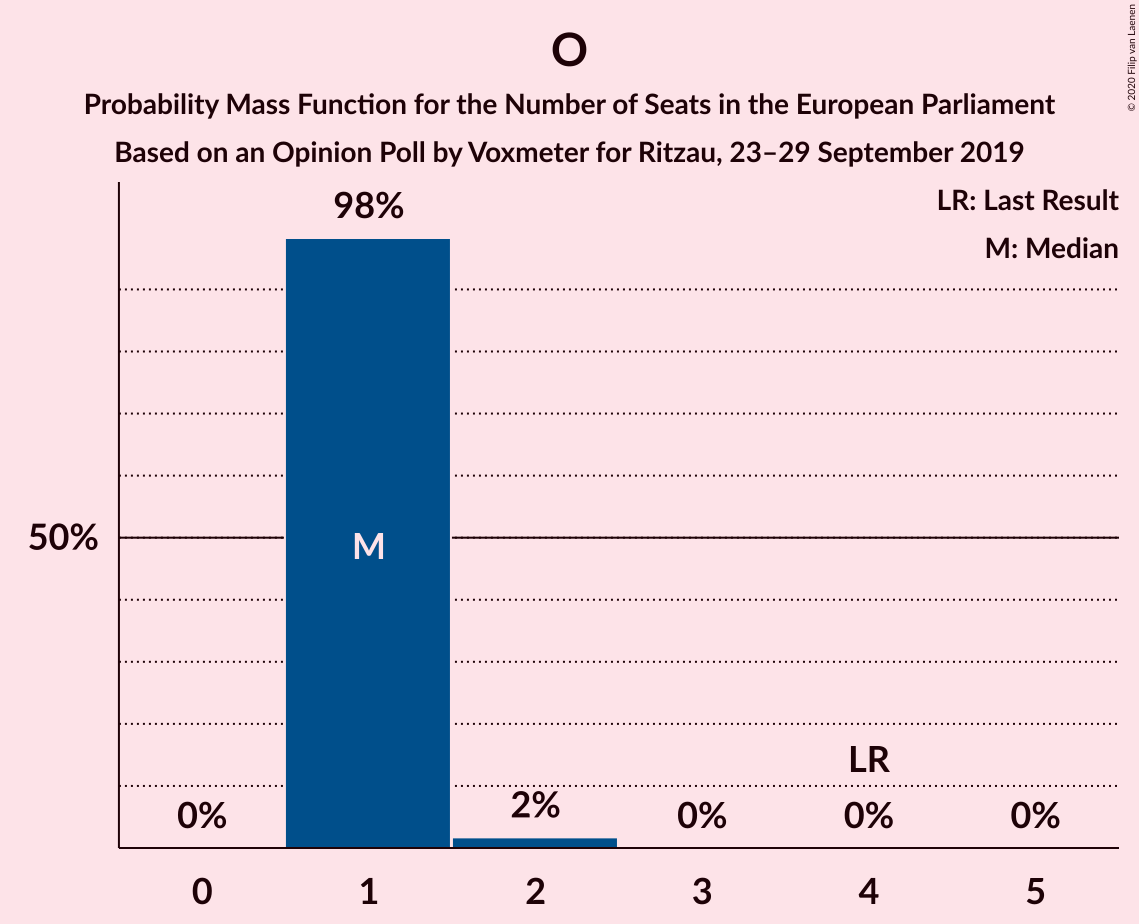 O
Probability Mass Function for the Number of Seats in the European Parliament
Based on an Opinion Poll by Voxmeter for Ritzau, 23–29 September 2019
© 2020 Filip van Laenen
LR: Last Result
M: Median
98%
50%
M
LR
0%
2%
0%
0%
0%
0
1
2
3
4
5